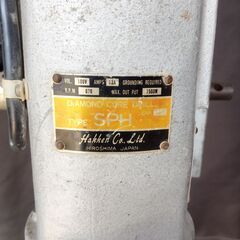 VOL. 100V AMPS 15A GROUNDING REQUIRED
R.P.M. 870 MAX. OUT PUT 1500W
DIAMOND CORE DRILL
TYPE SPH
Hakken Co., Ltd.
HIROSHIMA, JAPAN